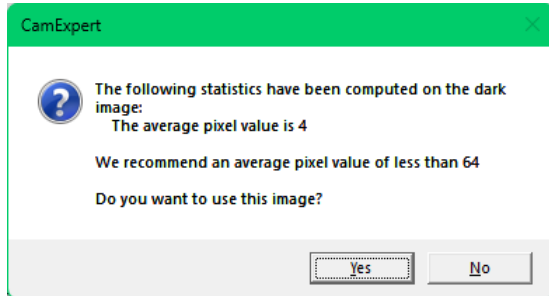 CamExpert
The following statistics have been computed on the dark
image:
The average pixel value is 4
We recommend an average pixel value of less than 64
Do you want to use this image?
Yes
No